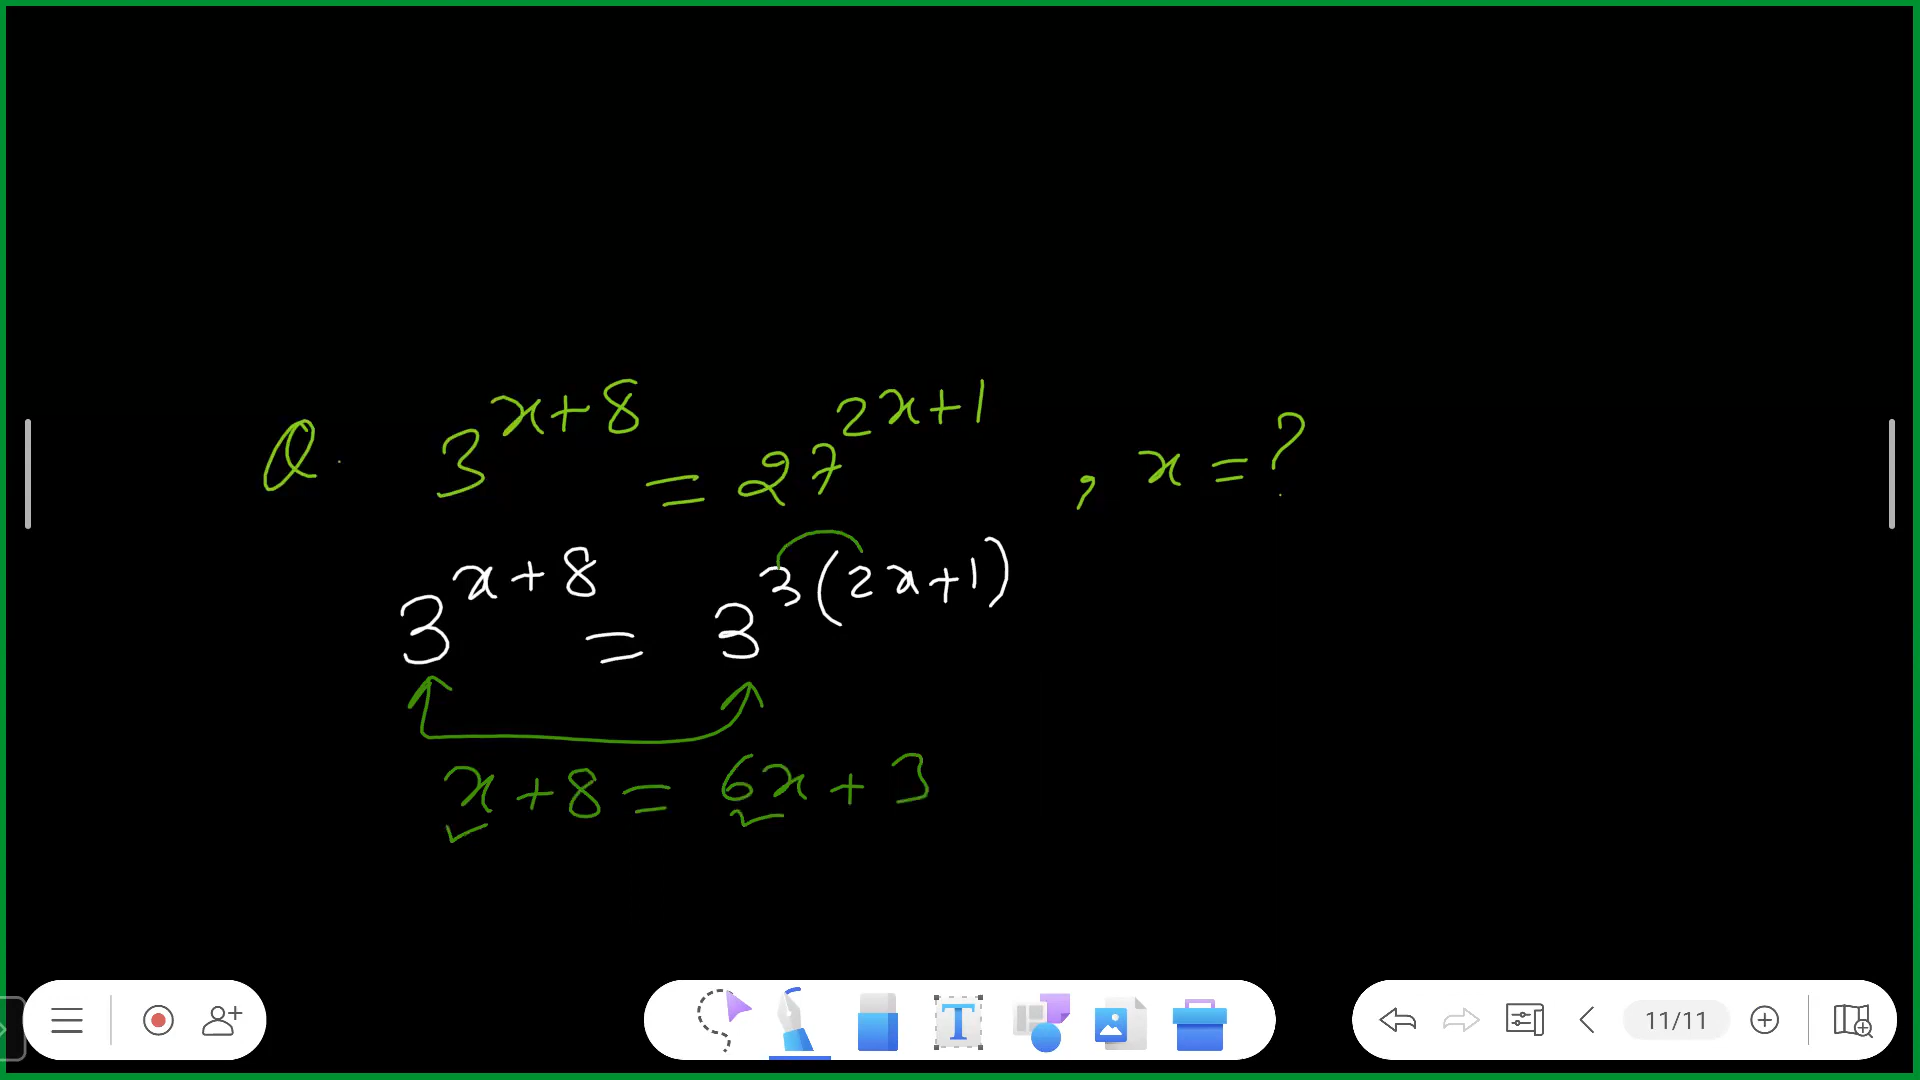 Q. 3^{x+8} = 27^{2x+1} , x = ?
3^{x+8} = 3^{3(2x+1)}
x + 8 = 6x + 3
T
11/11